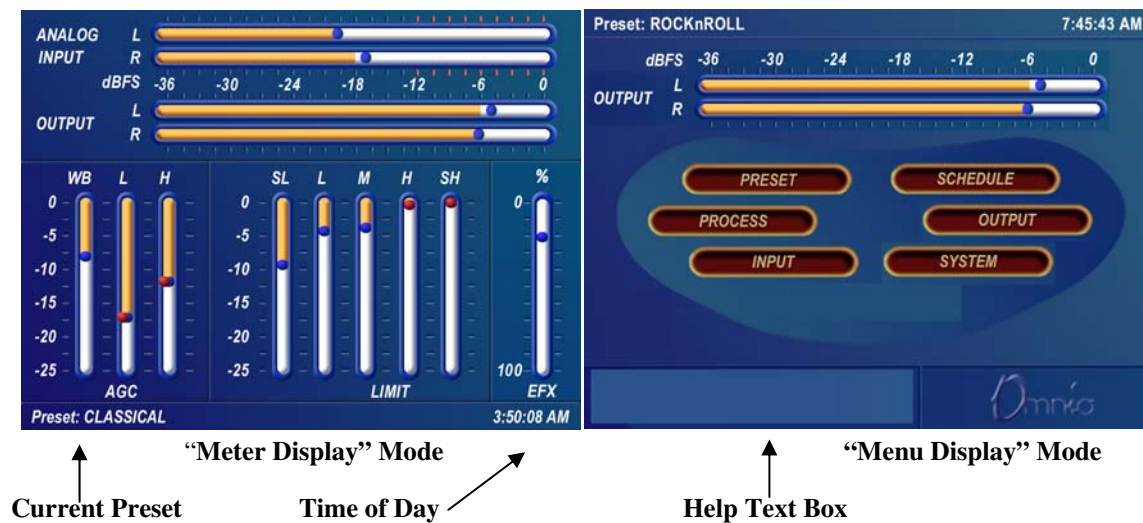 ANALOG L
INPUT R
dBFS -36 -30 -24 -18 -12 -6 0
L
OUTPUT
R
WB L H
0
-5
-10
-15
-20
-25
AGC
SL L M H SH
0
-5
-10
-15
-20
-25
LIMIT
%
0
100
EFX
Preset: CLASSICAL 3:50:08 AM
Preset: ROCKnROLL 7:45:43 AM
dBFS -36 -30 -24 -18 -12 -6 0
L
OUTPUT
R
PRESET SCHEDULE
PROCESS OUTPUT
INPUT SYSTEM
Omnia
“Meter Display” Mode “Menu Display” Mode
Current Preset Time of Day Help Text Box